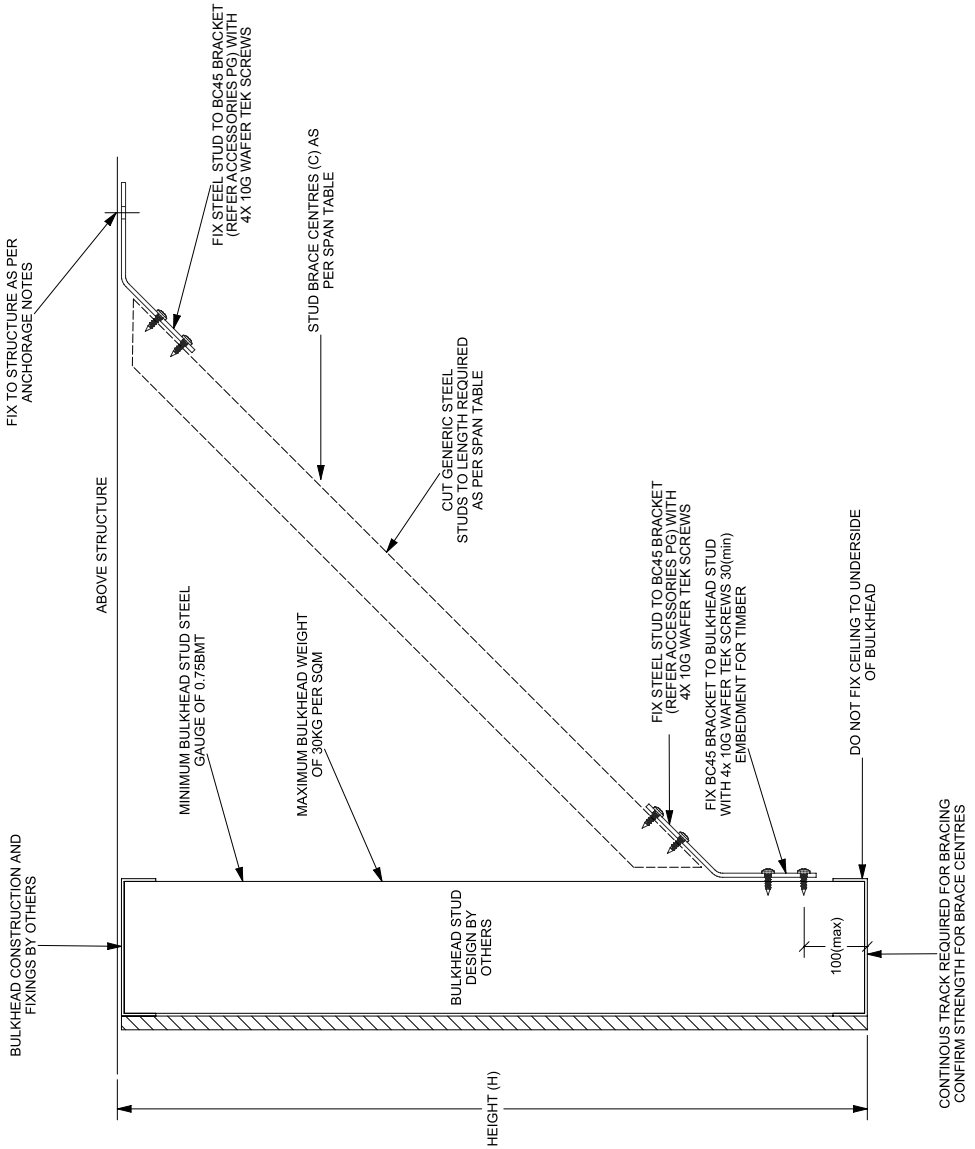 BULKHEAD CONSTRUCTION AND
FIXINGS BY OTHERS
ABOVE STRUCTURE
FIX TO STRUCTURE AS PER
ANCHORAGE NOTES
FIX STEEL STUD TO BC45 BRACKET
(REFER ACCESSORIES PG) WITH
4X 10G WAFER TEK SCREWS
STUD BRACE CENTRES (C) AS
PER SPAN TABLE
CUT GENERIC STEEL
STUDS TO LENGTH REQUIRED
AS PER SPAN TABLE
MINIMUM BULKHEAD STUD STEEL
GAUGE OF 0.75BMT
MAXIMUM BULKHEAD WEIGHT
OF 30KG PER SQM
BULKHEAD STUD
DESIGN BY
OTHERS
HEIGHT (H)
FIX STEEL STUD TO BC45 BRACKET
(REFER ACCESSORIES PG) WITH
4X 10G WAFER TEK SCREWS
FIX BC45 BRACKET TO BULKHEAD STUD
WITH 4x 10G WAFER TEK SCREWS 30(min)
EMBEDMENT FOR TIMBER
100(max)
DO NOT FIX CEILING TO UNDERSIDE
OF BULKHEAD
CONTINOUS TRACK REQUIRED FOR BRACING
CONFIRM STRENGTH FOR BRACE CENTRES